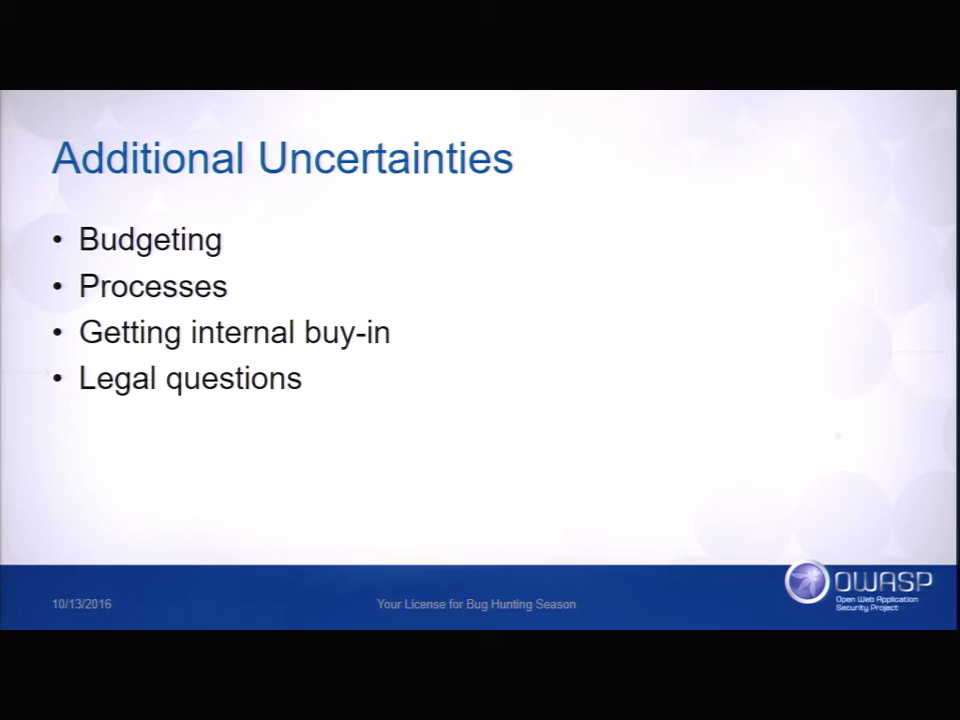 Additional Uncertainties
• Budgeting
• Processes
• Getting internal buy-in
• Legal questions
10/13/2016
Your License for Bug Hunting Season
OWASP
Open Web Application
Security Project